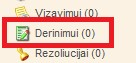 Vizavimui (0)
Derinimui (0)
Rezoliucijai (0)